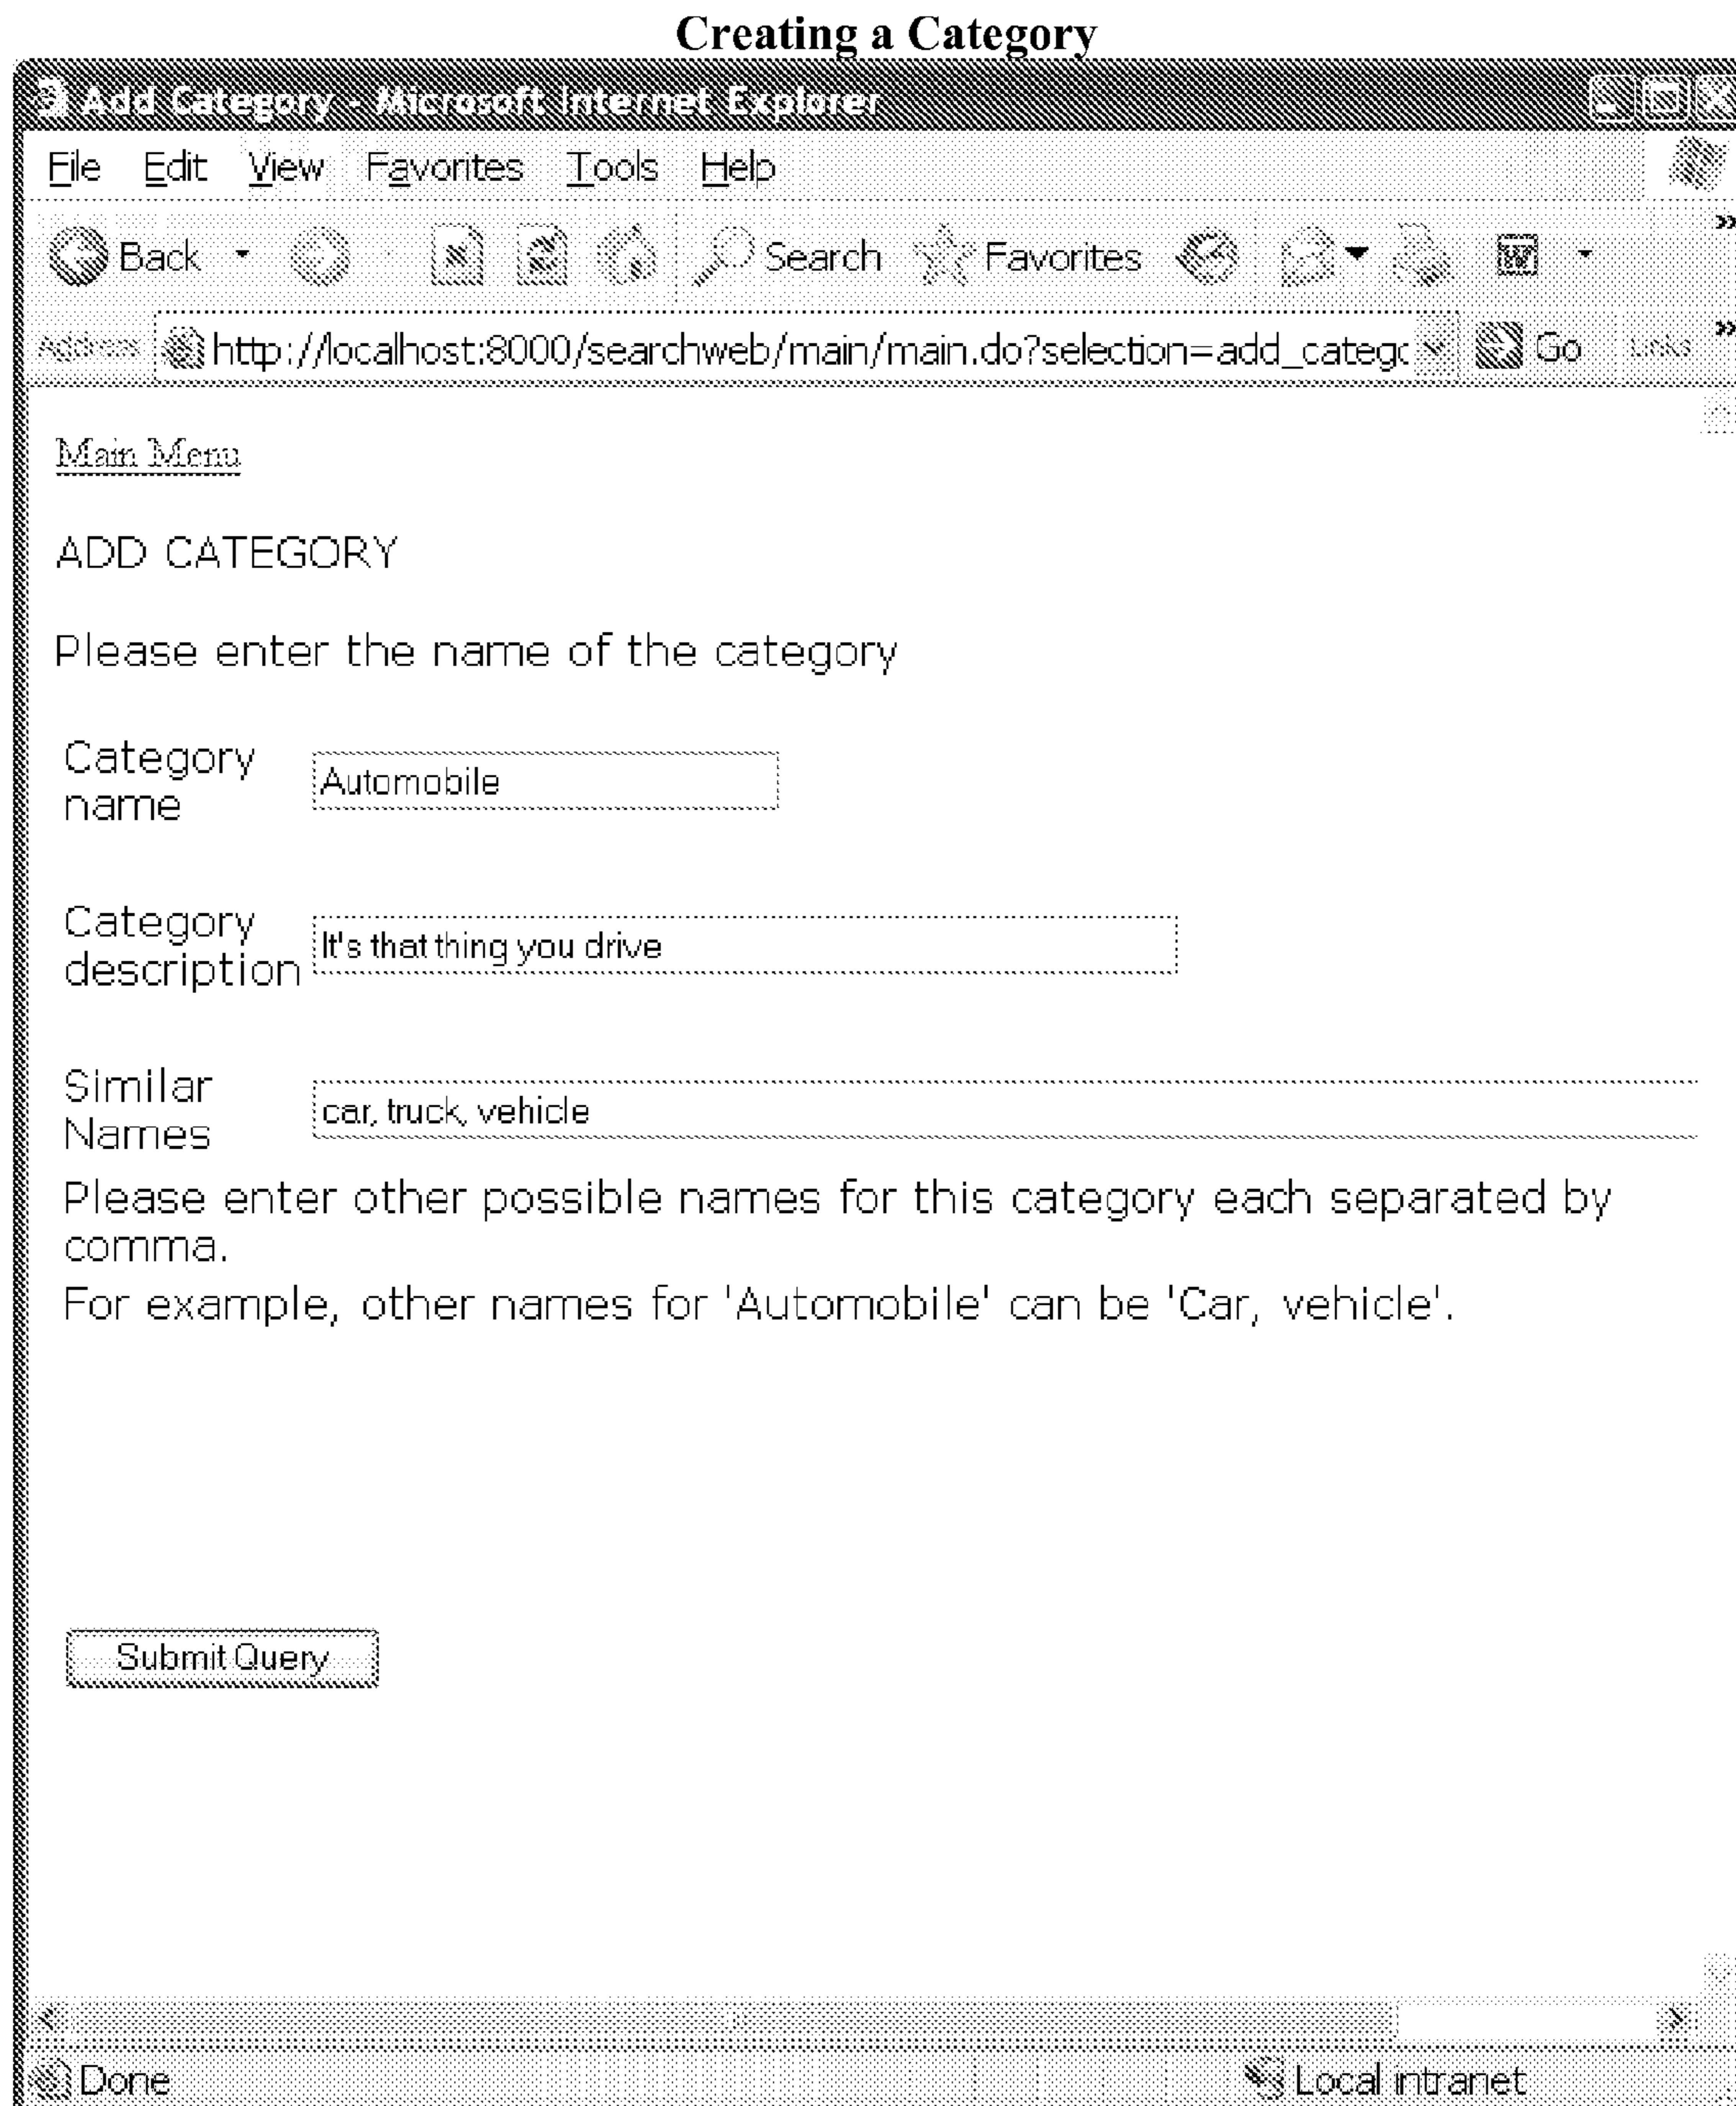 Creating a Category
Add Category - Microsoft Internet Explorer
File Edit View Favorites Tools Help
Back Search Favorites W
Address http://localhost:8000/searchweb/main/main.do?selection=add_catego Go Links
Main Menu
ADD CATEGORY
Please enter the name of the category
Category
name
Automobile
Category
description
It's that thing you drive
Similar
Names
car, truck, vehicle
Please enter other possible names for this category each separated by
comma.
For example, other names for 'Automobile' can be 'Car, vehicle'.
Submit Query
Done Local intranet